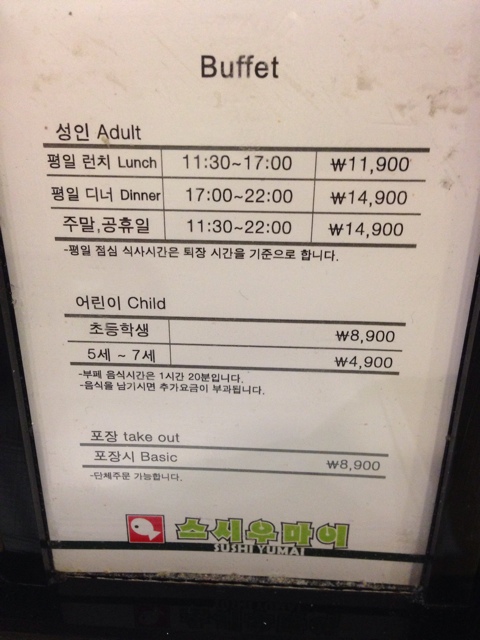 Buffet
성인 Adult
평일 런치 Lunch 11:30~17:00 ₩11,900
평일 디너 Dinner 17:00~22:00 ₩14,900
주말,공휴일 11:30~22:00 ₩14,900
-평일 점심 식사시간은 퇴장 시간을 기준으로 합니다.
어린이 Child
초등학생 ₩8,900
5세 ~ 7세 ₩4,900
-부페 음식시간은 1시간 20분입니다.
-음식을 남기시면 추가요금이 부과됩니다.
포장 take out
포장시 Basic ₩8,900
-단체주문 가능합니다.
스시우마이
SUSHI YUMAI